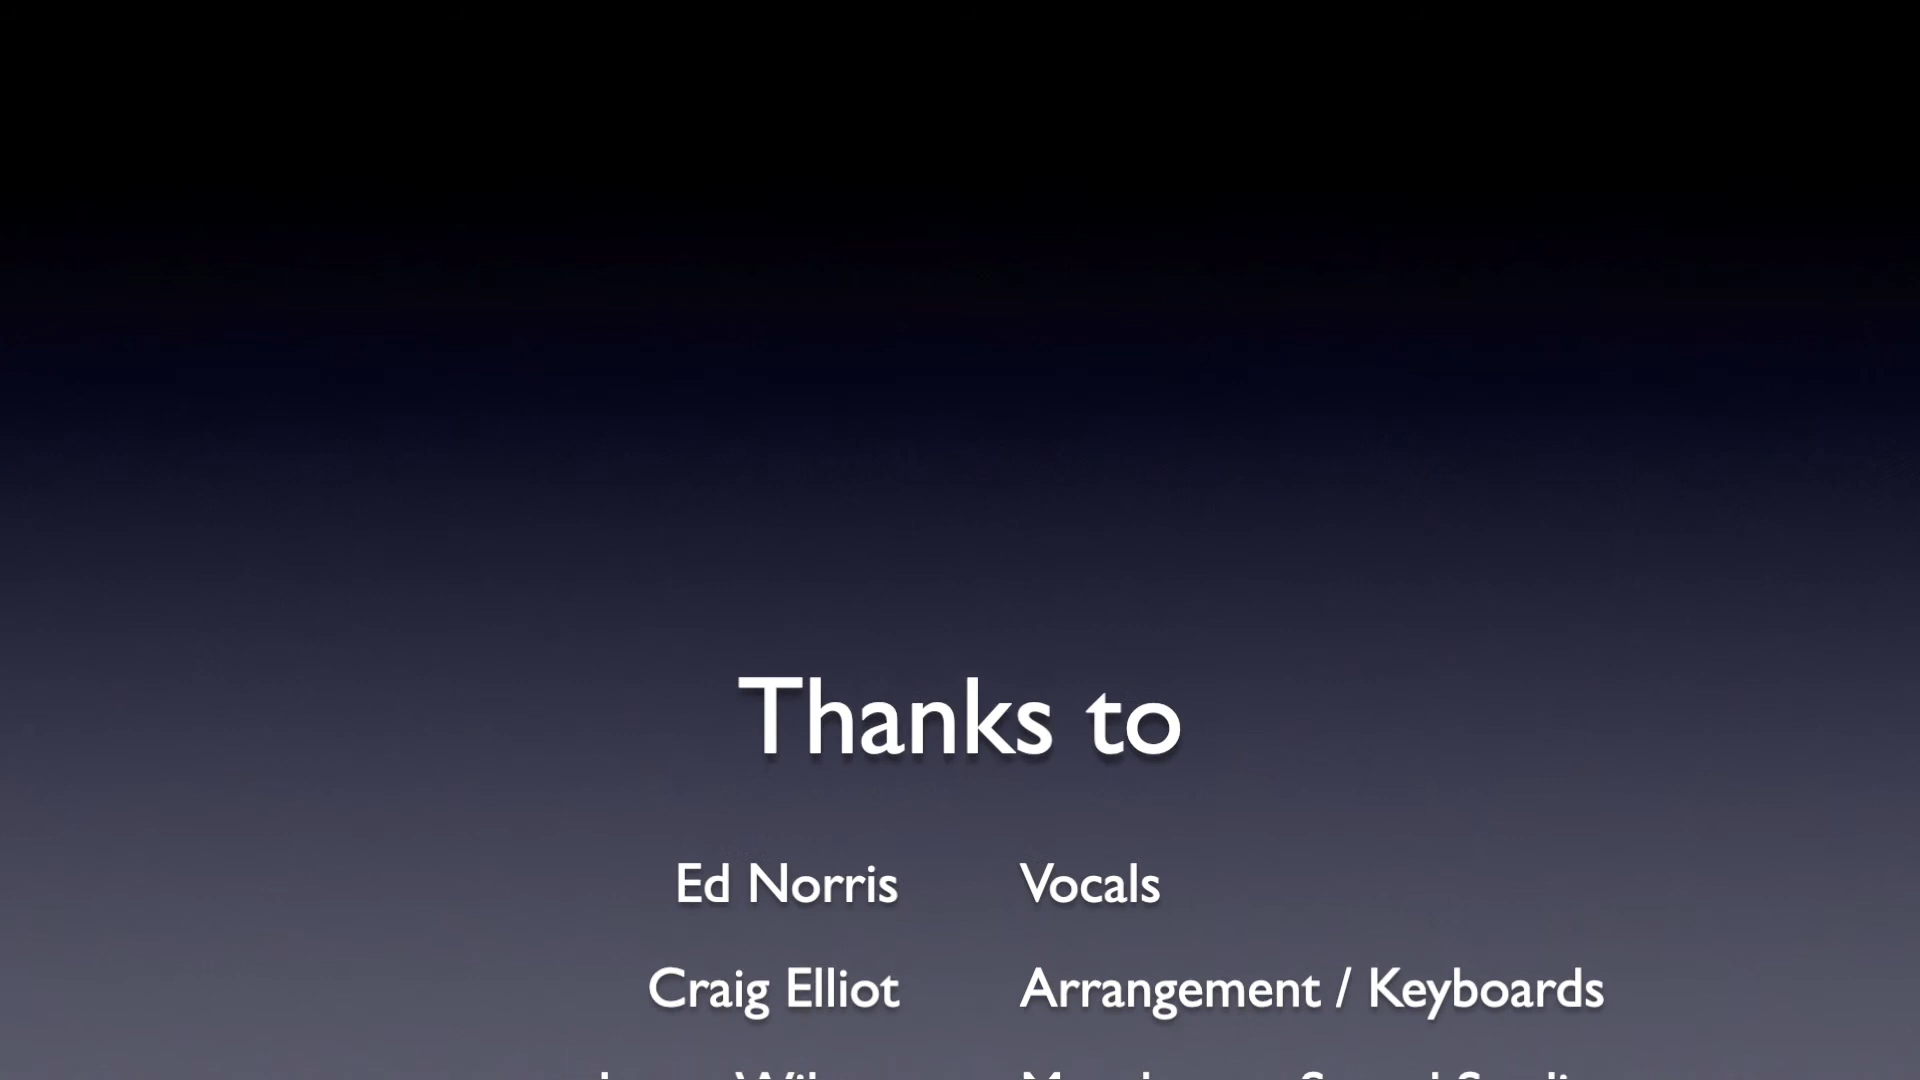 Thanks to
Ed Norris Vocals
Craig Elliot Arrangement / Keyboards